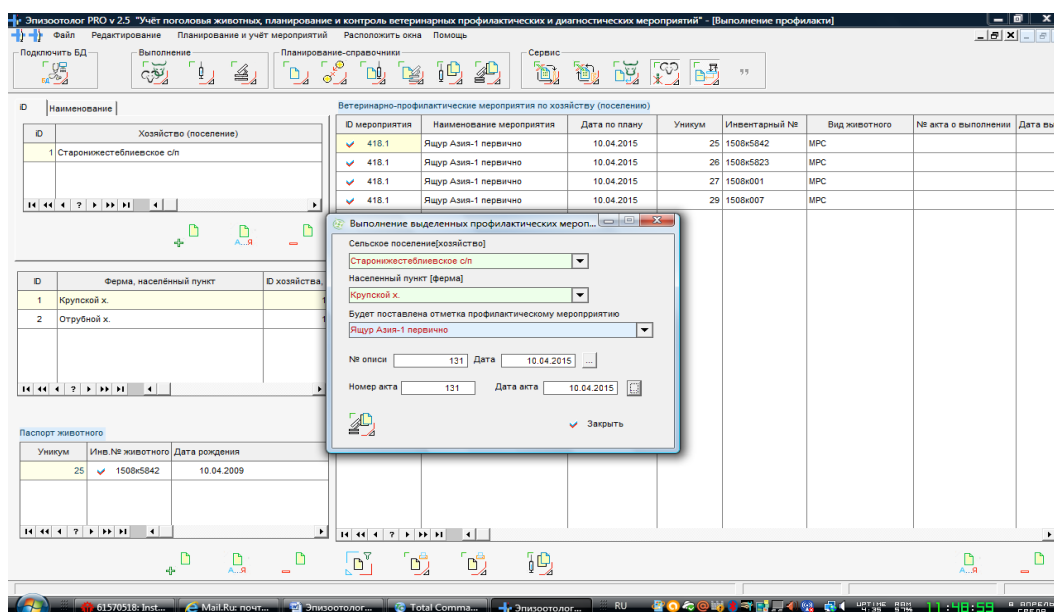 Эпизоотолог PRO v 2.5 "Учёт поголовья животных, планирование и контроль ветеринарных профилактических и диагностических мероприятий" - [Выполнение профилакти]
Файл Редактирование Планирование и учёт мероприятий Расположить окна Помощь
Подключить БД Выполнение Планирование-справочники Сервис
ID Наименование
Ветеринарно-профилактические мероприятия по хозяйству (поселению)
ID Хозяйство (поселение)
1 Старонижестеблиевское с/п
ID мероприятия Наименование мероприятия Дата по плану Уникум Инвентарный № Вид животного № акта о выполнении Дата вы
418.1 Ящур Азия-1 первично 10.04.2015 25 1508к5842 МРС
418.1 Ящур Азия-1 первично 10.04.2015 26 1508к5823 МРС
418.1 Ящур Азия-1 первично 10.04.2015 27 1508к001 МРС
418.1 Ящур Азия-1 первично 10.04.2015 29 1508к007 МРС
А...Я
ID Ферма, населённый пункт ID хозяйства,
1 Крупской х. 1
2 Отрубной х. 1
Выполнение выделенных профилактических мероп...
Сельское поселение[хозяйство]
Старонижестеблиевское с/п
Населенный пункт [ферма]
Крупской х.
Будет поставлена отметка профилактическому меропрриятию
Ящур Азия-1 первично
№ описи 131 Дата 10.04.2015 ...
Номер акта 131 Дата акта 10.04.2015
Закрыть
Паспорт животного
Уникум Инв.№ животного Дата рождения
25 1508к5842 10.04.2009
А...Я
А...Я
61570518: Inst... Mail.Ru: почт... Эпизоотолог... Total Comma... Эпизоотолог... RU 11:48:59